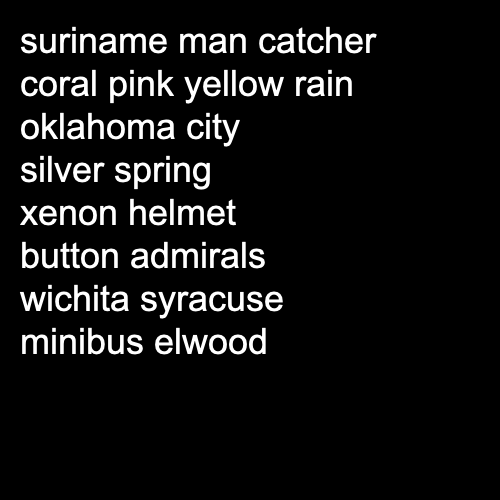 suriname man catcher
coral pink yellow rain
oklahoma city
silver spring
xenon helmet
button admirals
wichita syracuse
minibus elwood